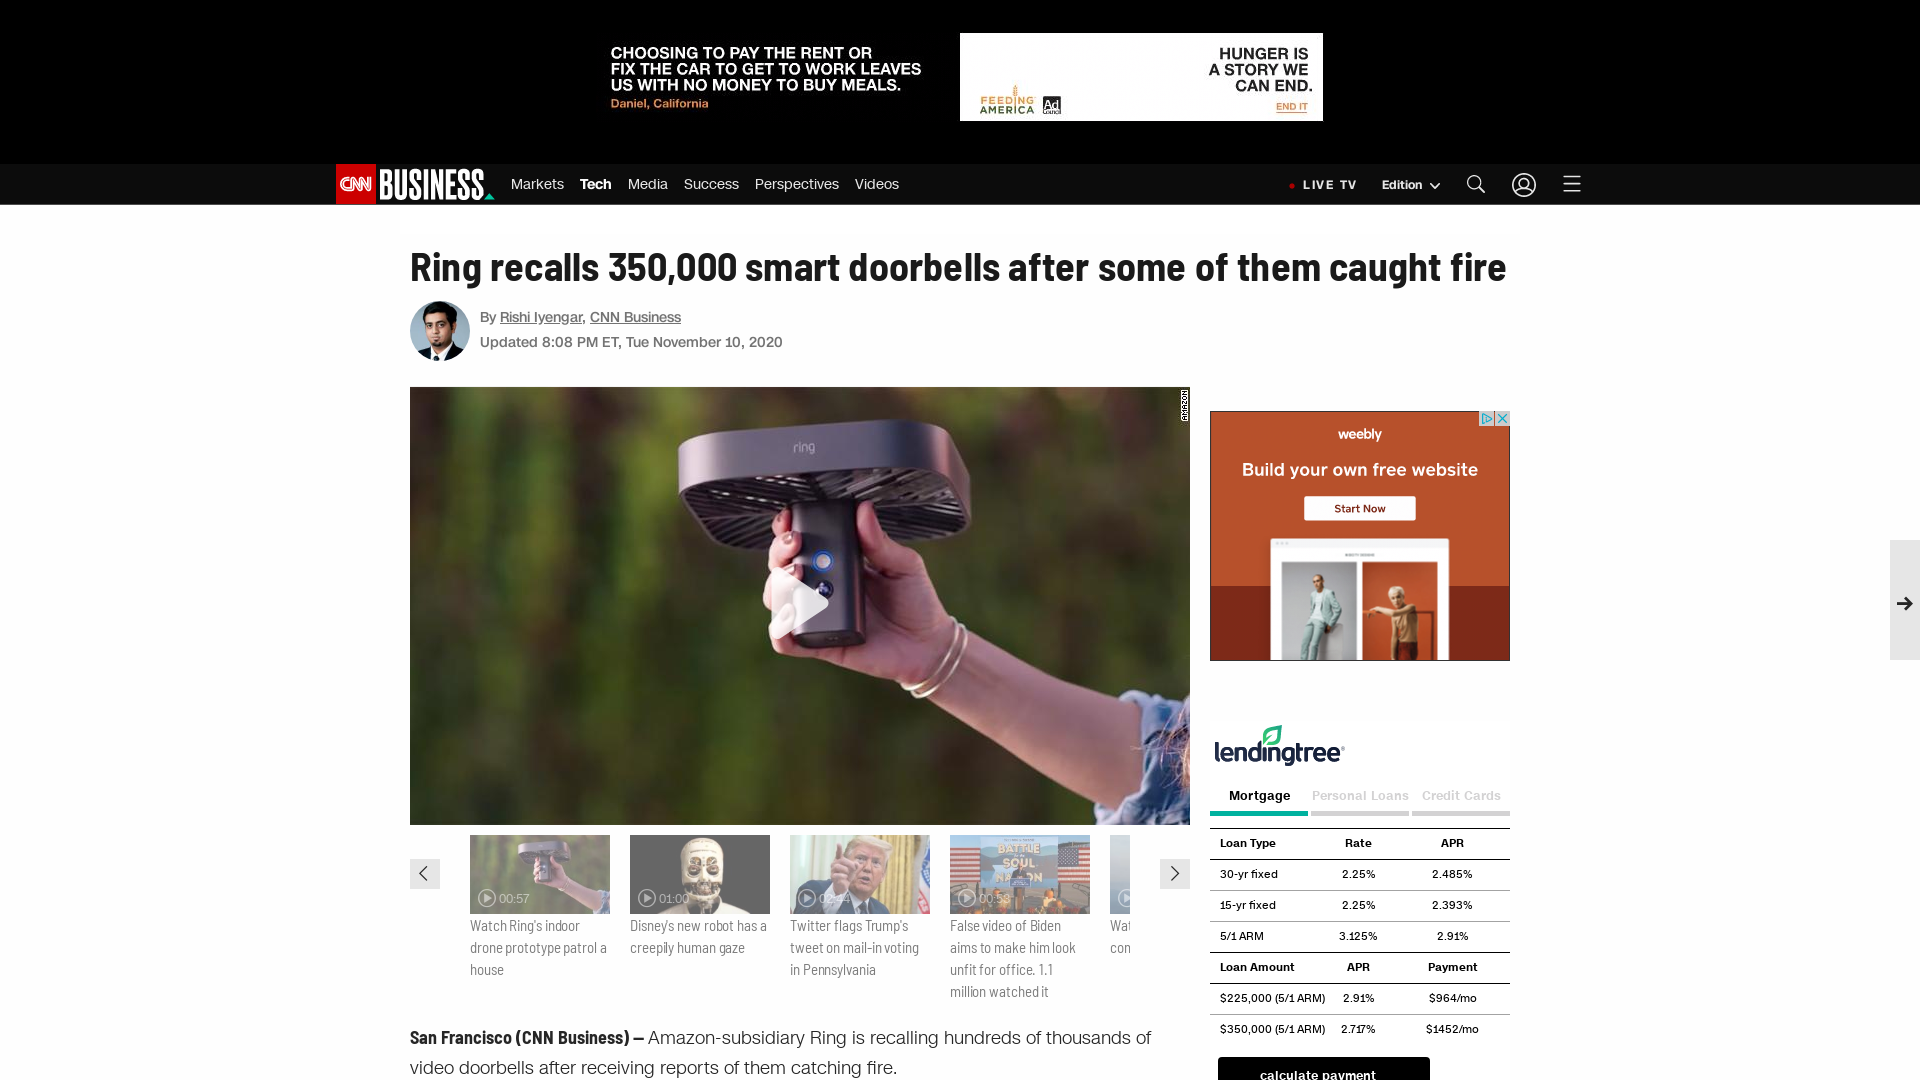 CHOOSING TO PAY THE RENT OR
FIX THE CAR TO GET TO WORK LEAVES
US WITH NO MONEY TO BUY MEALS.
Daniel, California
FEEDING
AMERICA
Ad
Council
HUNGER IS
A STORY WE
CAN END.
END IT
CNN BUSINESS
Markets
Tech
Media
Success
Perspectives
Videos
LIVE TV
Edition
Ring recalls 350,000 smart doorbells after some of them caught fire
By Rishi Iyengar, CNN Business
Updated 8:08 PM ET, Tue November 10, 2020
AMAZON
ring
00:57
Watch Ring's indoor
drone prototype patrol a
house
01:00
Disney's new robot has a
creepily human gaze
02:44
Twitter flags Trump's
tweet on mail-in voting
in Pennsylvania
BATTLE
SOUL
NATION
00:53
False video of Biden
aims to make him look
unfit for office. 1.1
million watched it
Wat
con
San Francisco (CNN Business) — Amazon-subsidiary Ring is recalling hundreds of thousands of
video doorbells after receiving reports of them catching fire.
weebly
Build your own free website
Start Now
lendingtree
Mortgage
Personal Loans
Credit Cards
Loan Type Rate APR
30-yr fixed 2.25% 2.485%
15-yr fixed 2.25% 2.393%
5/1 ARM 3.125% 2.91%
Loan Amount APR Payment
$225,000 (5/1 ARM) 2.91% $964/mo
$350,000 (5/1 ARM) 2.717% $1452/mo
calculate payment